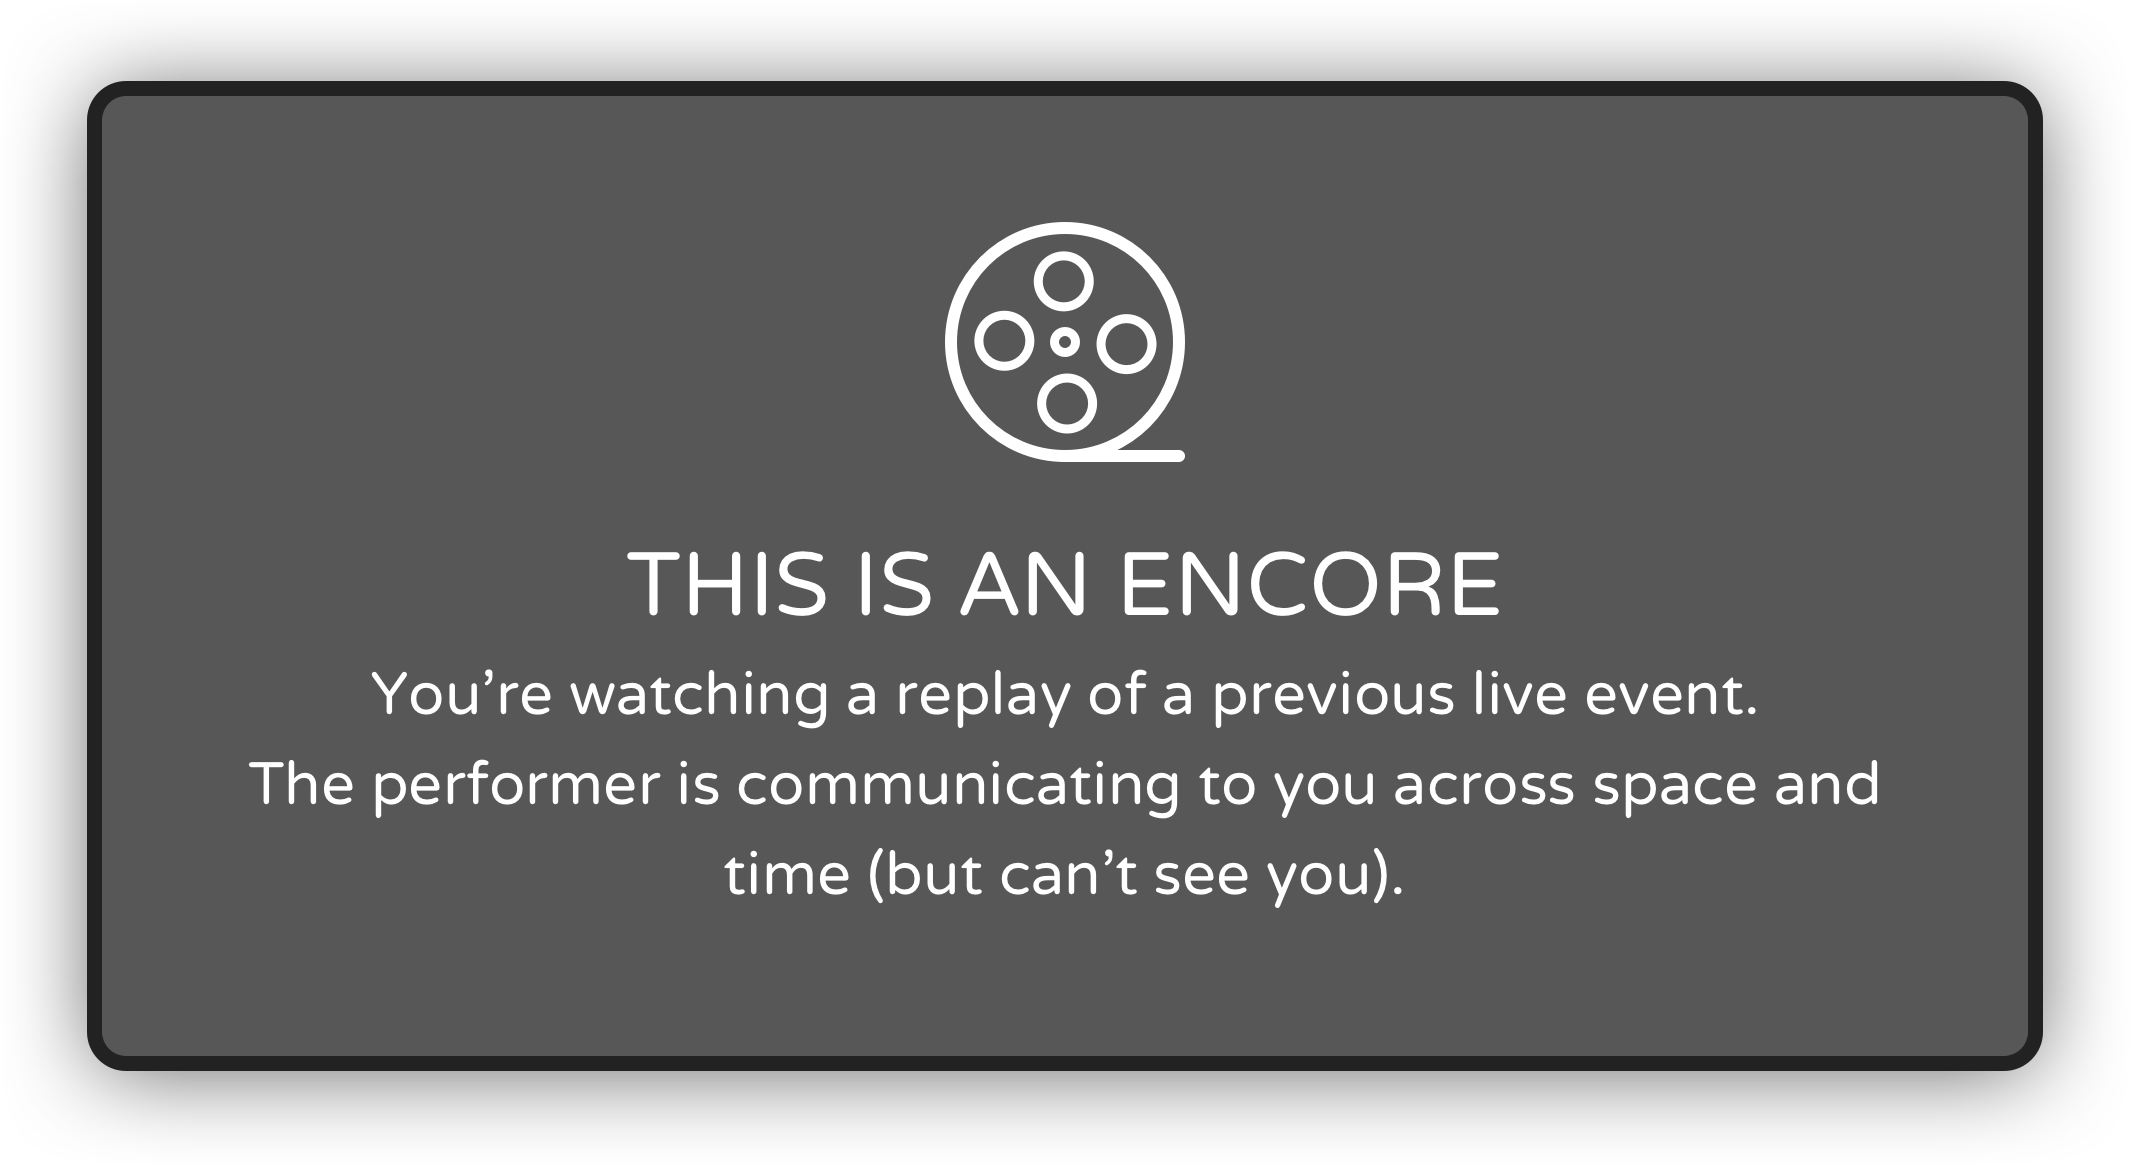 THIS IS AN ENCORE
You’re watching a replay of a previous live event.
The performer is communicating to you across space and
time (but can’t see you).